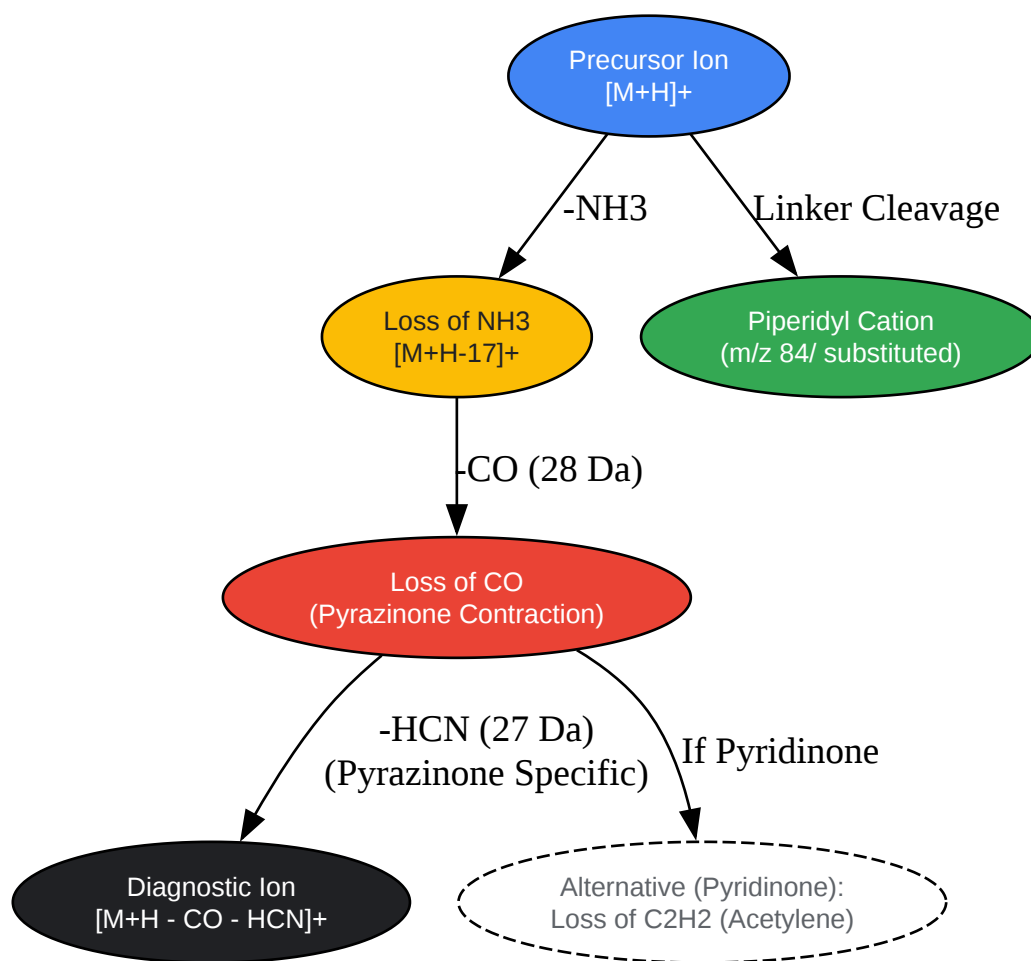 Precursor Ion
[M+H]+
-NH3
Linker Cleavage
Loss of NH3
[M+H-17]+
Piperidyl Cation
(m/z 84/ substituted)
-CO (28 Da)
Loss of CO
(Pyrazinone Contraction)
-HCN (27 Da)
(Pyrazinone Specific)
If Pyridinone
Diagnostic Ion
[M+H - CO - HCN]+
Alternative (Pyridinone):
Loss of C2H2 (Acetylene)